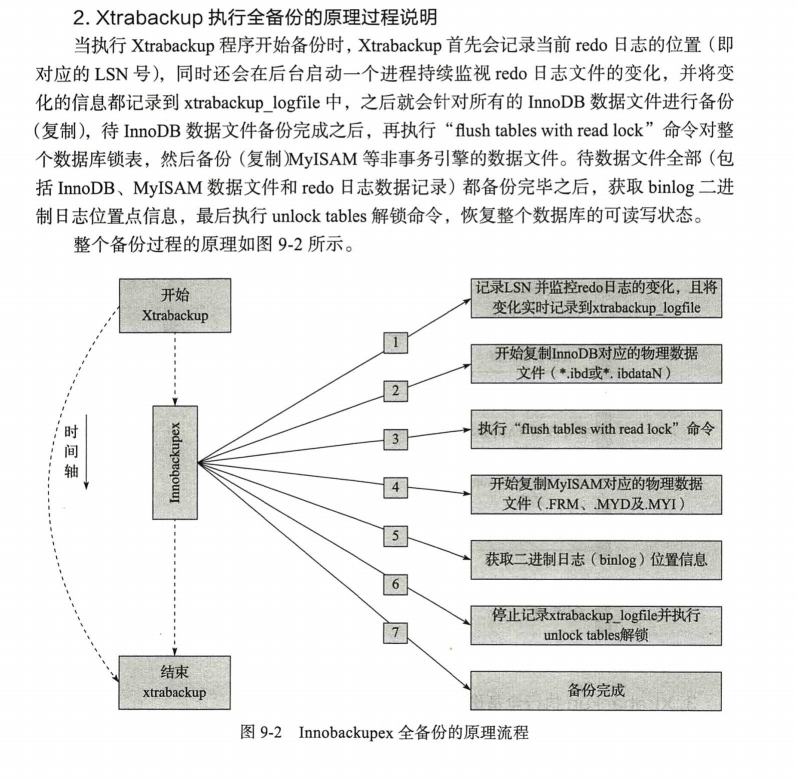 2. Xtrabackup 执行全备份的原理过程说明
当执行 Xtrabackup 程序开始备份时，Xtrabackup 首先会记录当前 redo 日志的位置（即
对应的 LSN 号），同时还会在后台启动一个进程持续监视 redo 日志文件的变化，并将变
化的信息都记录到 xtrabackup_logfile 中，之后就会针对所有的 InnoDB 数据文件进行备份
（复制），待 InnoDB 数据文件备份完成之后，再执行“flush tables with read lock”命令对整
个数据库锁表，然后备份（复制)MyISAM 等非事务引擎的数据文件。待数据文件全部（包
括 InnoDB、MyISAM 数据文件和 redo 日志数据记录）都备份完毕之后，获取 binlog 二进
制日志位置点信息，最后执行 unlock tables 解锁命令，恢复整个数据库的可读写状态。
整个备份过程的原理如图 9-2 所示。
开始
Xtrabackup
时
间
轴
Innobackupex
结束
xtrabackup
1
记录LSN 并监控redo日志的变化，且将
变化实时记录到xtrabackup_logfile
2
开始复制InnoDB对应的物理数据
文件（*.ibd或*. ibdataN）
3
执行“flush tables with read lock”命令
4
开始复制MyISAM对应的物理数据
文件（.FRM、.MYD及.MYI）
5
获取二进制日志（binlog）位置信息
6
停止记录xtrabackup_logfile并执行
unlock tables解锁
7
备份完成
图 9-2 Innobackupex 全备份的原理流程